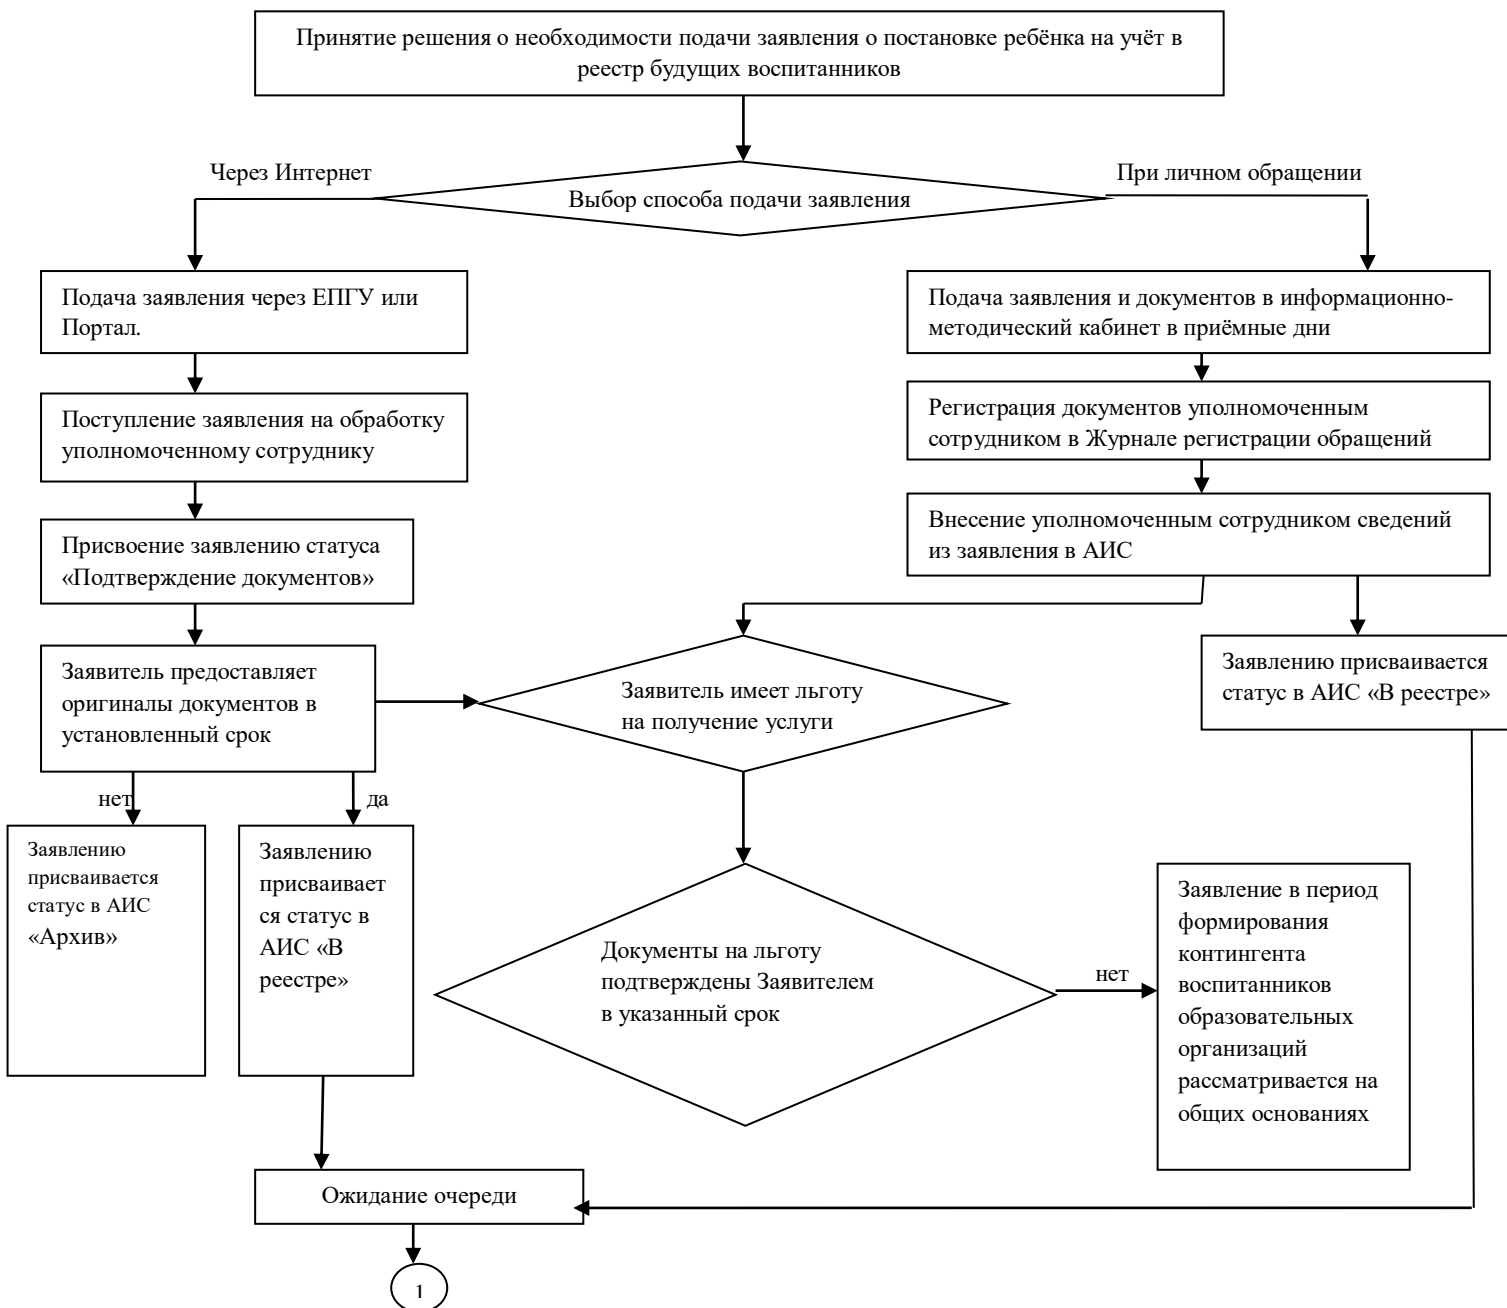 Принятие решения о необходимости подачи заявления о постановке ребёнка на учёт в
реестр будущих воспитанников
Через Интернет
При личном обращении
Выбор способа подачи заявления
Подача заявления через ЕПГУ или
Портал.
Подача заявления и документов в информационно-
методический кабинет в приёмные дни
Поступление заявления на обработку
уполномоченному сотруднику
Регистрация документов уполномоченным
сотрудником в Журнале регистрации обращений
Присвоение заявлению статуса
«Подтверждение документов»
Внесение уполномоченным сотрудником сведений
из заявления в АИС
Заявитель предоставляет
оригиналы документов в
установленный срок
Заявитель имеет льготу
на получение услуги
Заявлению присваивается
статус в АИС «В реестре»
нет
да
Заявлению
присваивается
статус в АИС
«Архив»
Заявлению
присваивает
ся статус в
АИС «В
реестре»
Документы на льготу
подтверждены Заявителем
в указанный срок
нет
Заявление в период
формирования
контингента
воспитанников
образовательных
организаций
рассматривается на
общих основаниях
Ожидание очереди
1